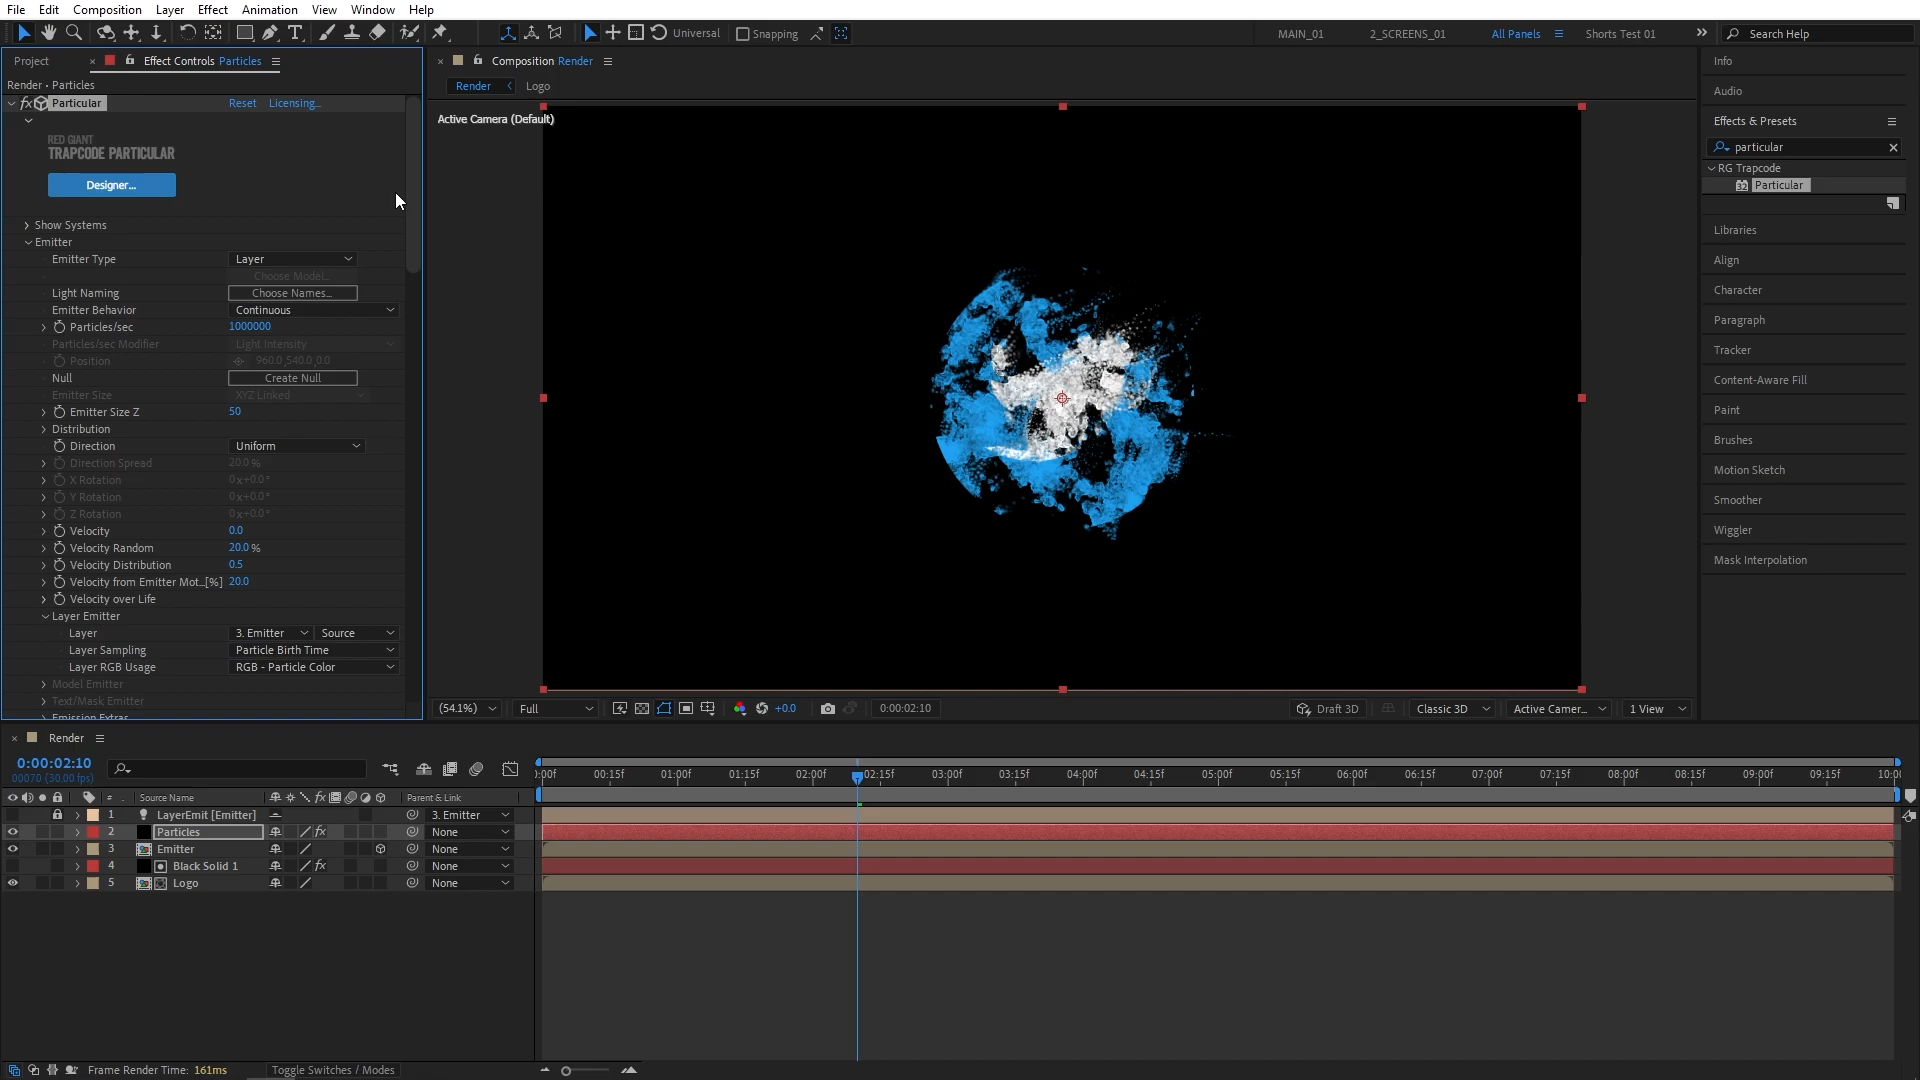 File Edit Composition Layer Effect Animation View Window Help
Universal Snapping MAIN_01 2_SCREENS_01 All Panels Shorts Test 01 Search Help
Project Effect Controls Particles Composition Render Info
Render • Particles Render Logo
fx Particular Reset Licensing... Audio
Active Camera (Default) Effects & Presets
RED GIANT
TRAPCODE PARTICULAR
particular
RG Trapcode
Designer... Particular
Show Systems Libraries
Emitter
Emitter Type Layer Align
Choose Model...
Light Naming Choose Names... Character
Emitter Behavior Continuous
Particles/sec 1000000 Paragraph
Particles/sec Modifier Light Intensity Tracker
Position 960.0,540.0,0.0
Null Create Null Content-Aware Fill
Emitter Size XYZ Linked
Emitter Size Z 50 Paint
Distribution
Direction Uniform Brushes
Direction Spread 20.0 % Motion Sketch
X Rotation 0x+0.0°
Y Rotation 0x+0.0° Smoother
Z Rotation 0x+0.0°
Velocity 0.0 Wiggler
Velocity Random 20.0 %
Velocity Distribution 0.5 Mask Interpolation
Velocity from Emitter Mot...[%] 20.0
Velocity over Life
Layer Emitter
Layer 3. Emitter Source
Layer Sampling Particle Birth Time
Layer RGB Usage RGB - Particle Color
Model Emitter
Text/Mask Emitter
Emission Extras
(54.1%) Full +0.0 0:00:02:10 Draft 3D Classic 3D Active Camer... 1 View
Render
0:00:02:10
00070 (30.00 fps)
:00f 00:15f 01:00f 01:15f 02:00f 02:15f 03:00f 03:15f 04:00f 04:15f 05:00f 05:15f 06:00f 06:15f 07:00f 07:15f 08:00f 08:15f 09:00f 09:15f 10:0
# Source Name fx Parent & Link
1 LayerEmit [Emitter] 3. Emitter
2 Particles fx None
3 Emitter None
4 Black Solid 1 fx None
5 Logo None
Frame Render Time: 161ms Toggle Switches / Modes